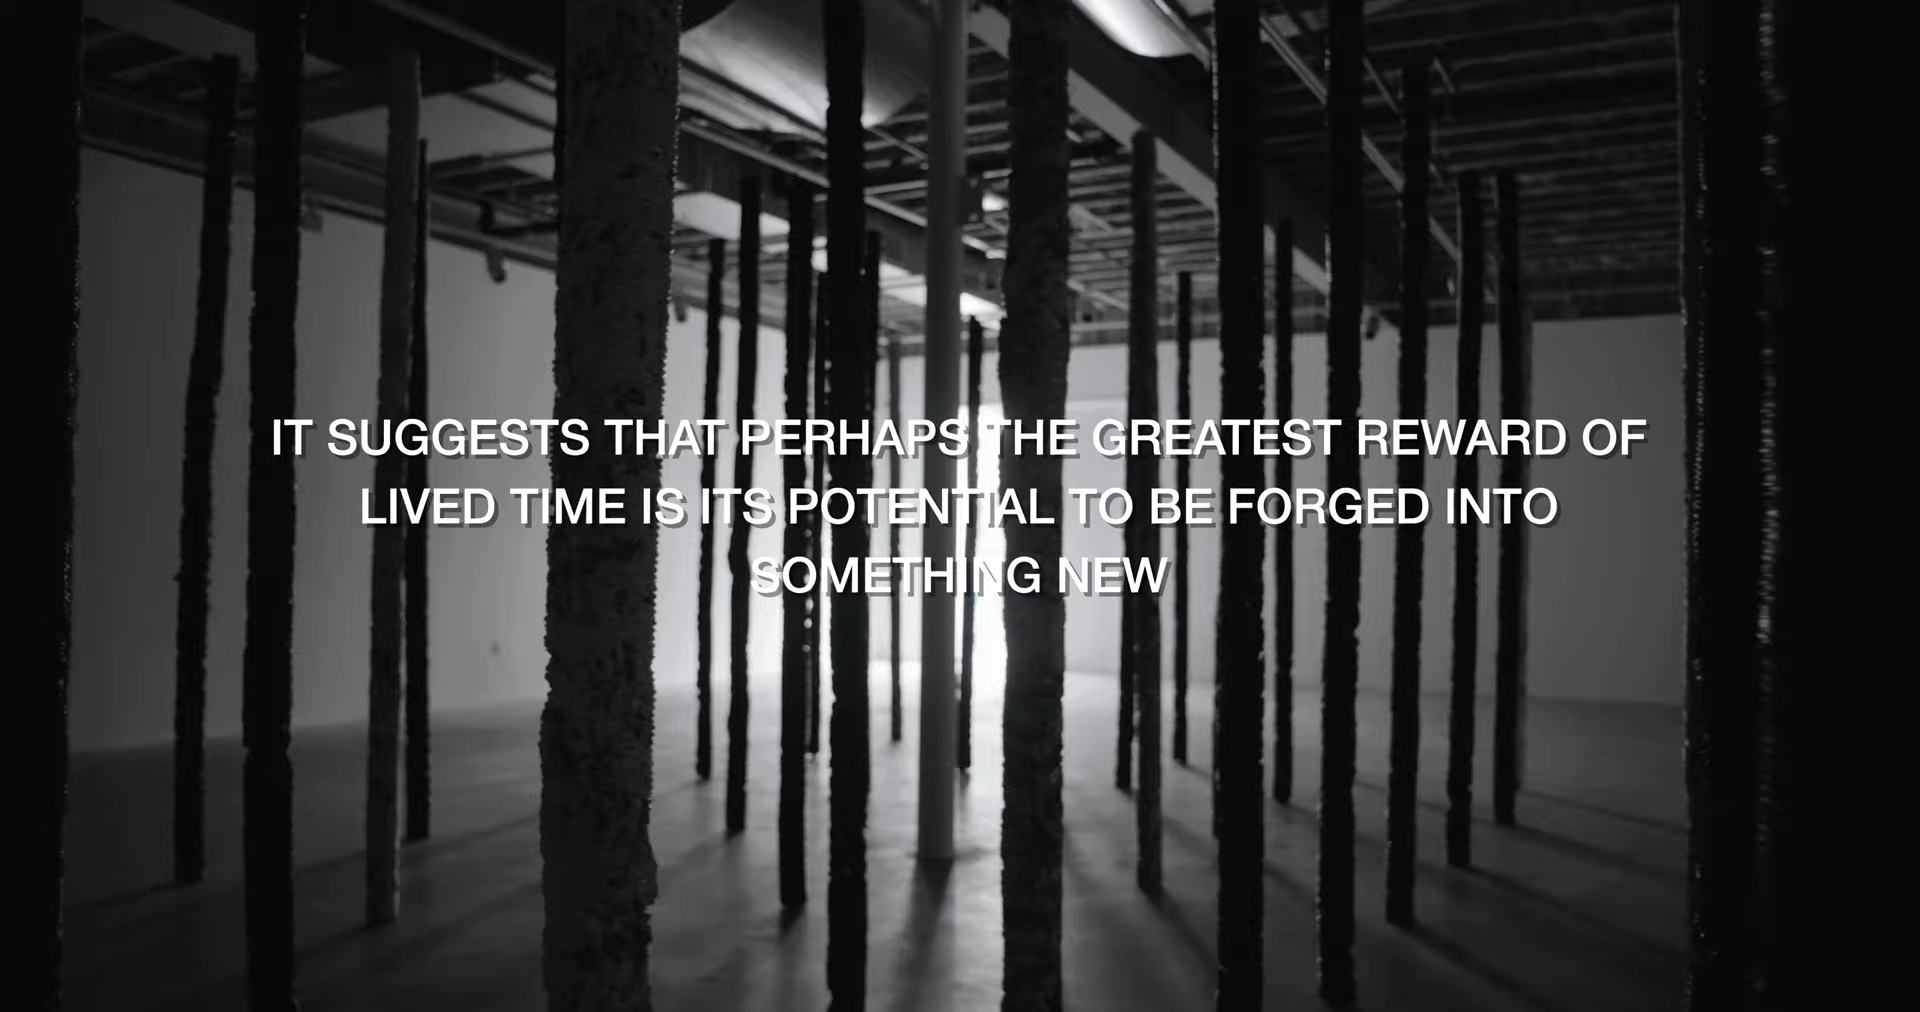 IT SUGGESTS THAT PERHAPS THE GREATEST REWARD OF
LIVED TIME IS ITS POTENTIAL TO BE FORGED INTO
SOMETHING NEW